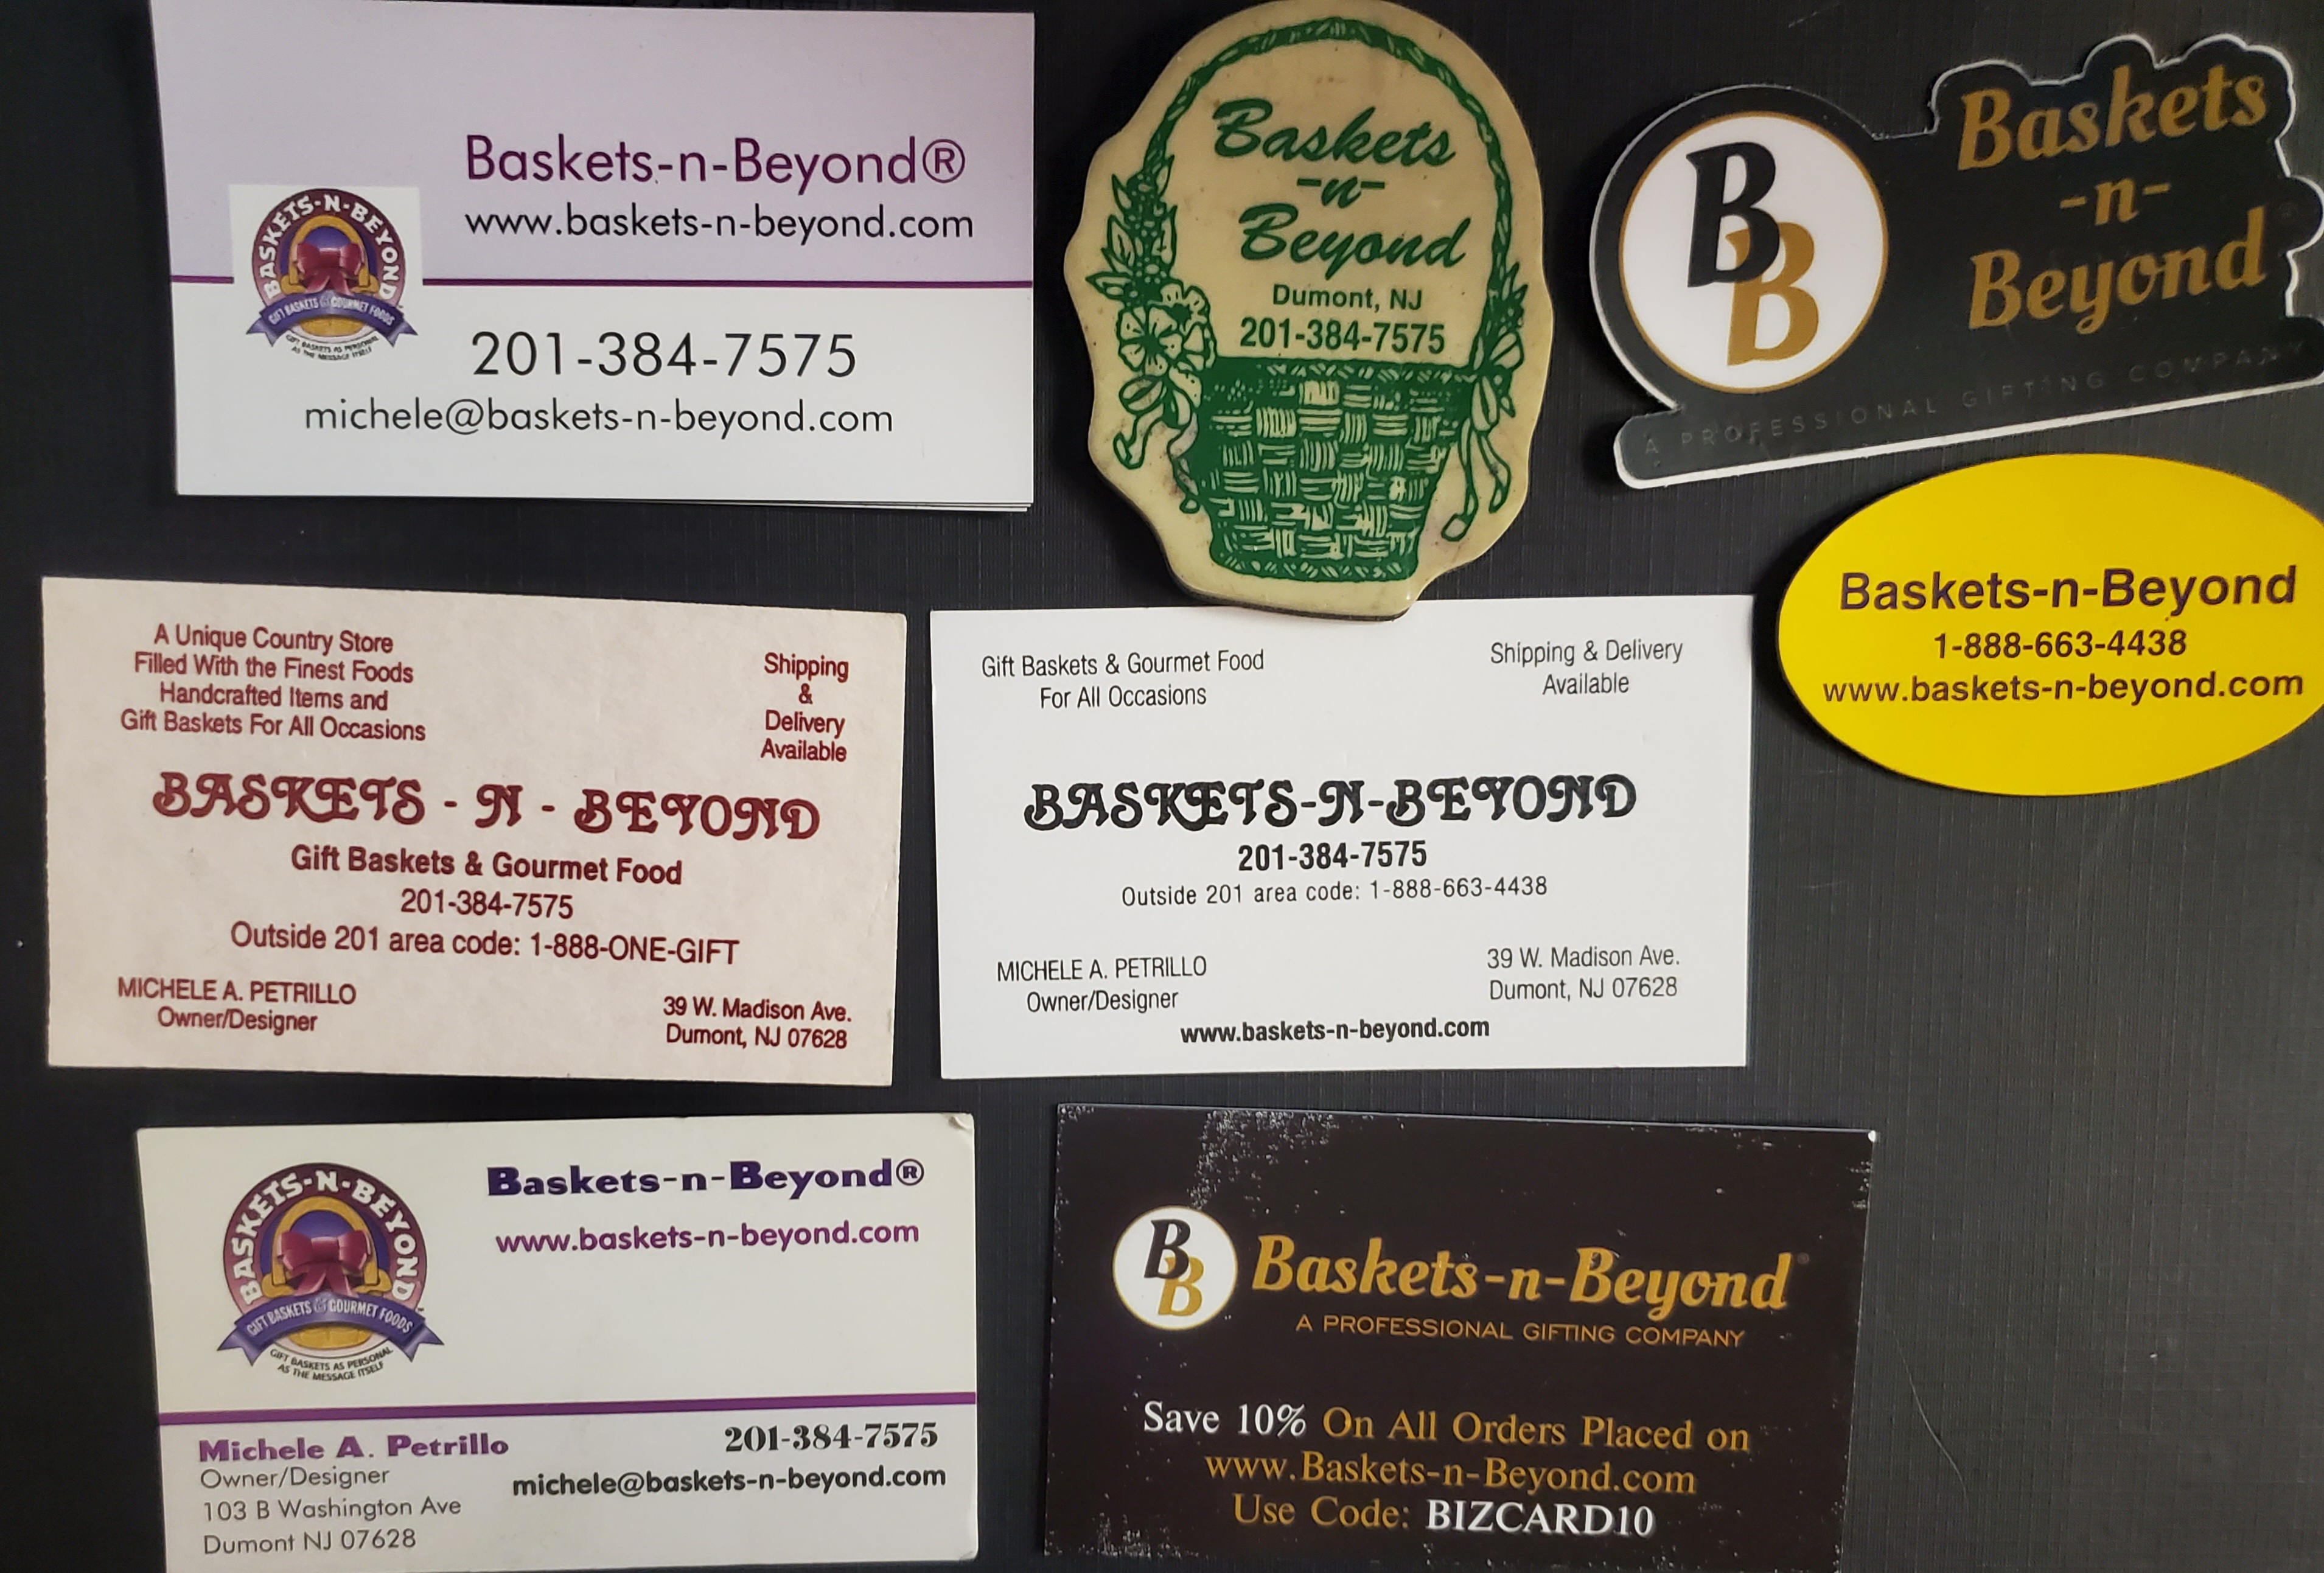 Baskets-n-Beyond®
www.baskets-n-beyond.com
BASKETS-N-BEYOND
GIFT BASKETS & GOURMET FOODS
GIFT BASKETS AS PERSONAL
AS THE MESSAGE ITSELF
201-384-7575
michele@baskets-n-beyond.com
Baskets
-n-
Beyond
Dumont, NJ
201-384-7575
BB
Baskets
-n-
Beyond®
A PROFESSIONAL GIFTING COMPANY
Baskets-n-Beyond
1-888-663-4438
www.baskets-n-beyond.com
A Unique Country Store
Filled With the Finest Foods
Handcrafted Items and
Gift Baskets For All Occasions
Shipping
&
Delivery
Available
BASKETS - N - BEYOND
Gift Baskets & Gourmet Food
201-384-7575
Outside 201 area code: 1-888-ONE-GIFT
MICHELE A. PETRILLO
Owner/Designer
39 W. Madison Ave.
Dumont, NJ 07628
Gift Baskets & Gourmet Food
For All Occasions
Shipping & Delivery
Available
BASKETS-N-BEYOND
201-384-7575
Outside 201 area code: 1-888-663-4438
MICHELE A. PETRILLO
Owner/Designer
39 W. Madison Ave.
Dumont, NJ 07628
www.baskets-n-beyond.com
BASKETS-N-BEYOND
GIFT BASKETS & GOURMET FOODS
GIFT BASKETS AS PERSONAL
AS THE MESSAGE ITSELF
Baskets-n-Beyond®
www.baskets-n-beyond.com
Michele A. Petrillo
Owner/Designer
103 B Washington Ave
Dumont NJ 07628
201-384-7575
michele@baskets-n-beyond.com
BB
Baskets-n-Beyond®
A PROFESSIONAL GIFTING COMPANY
Save 10% On All Orders Placed on
www.Baskets-n-Beyond.com
Use Code: BIZCARD10